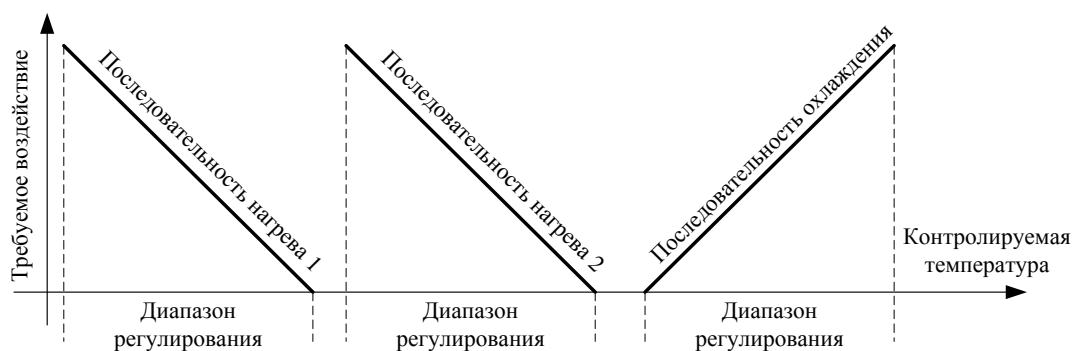 Требуемое воздействие
Последовательность нагрева 1
Последовательность нагрева 2
Последовательность охлаждения
Контролируемая
температура
Диапазон
регулирования
Диапазон
регулирования
Диапазон
регулирования